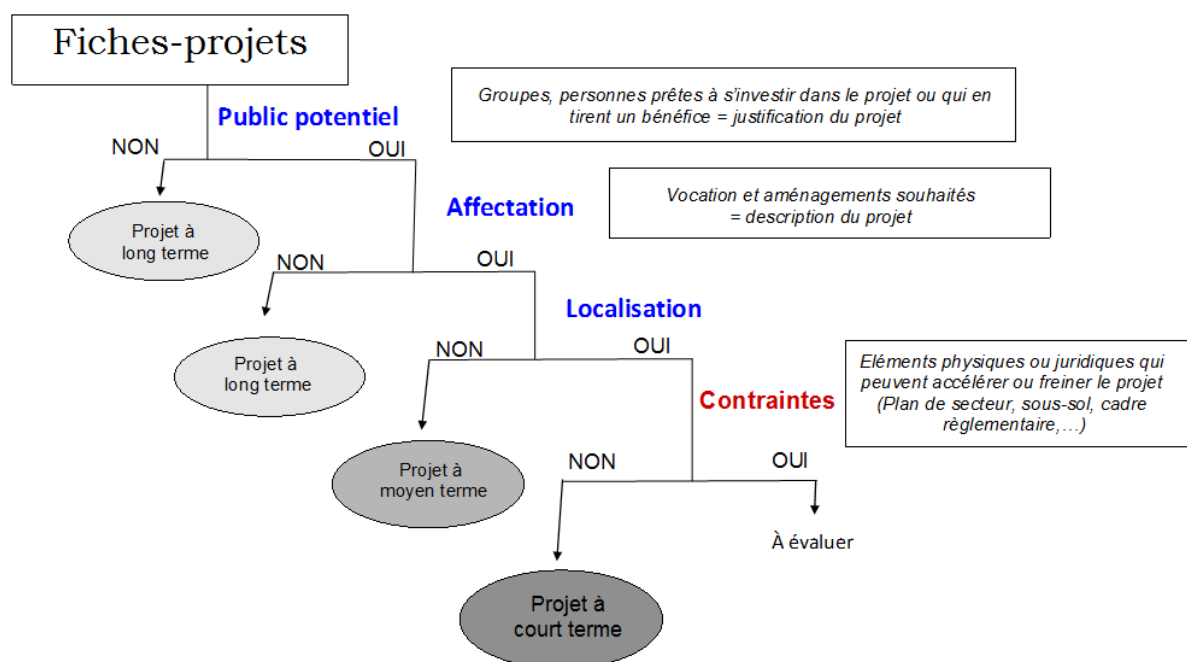 Fiches-projets
Public potentiel
Groupes, personnes prêtes à s'investir dans le projet ou qui en
tirent un bénéfice = justification du projet
NON
OUI
Projet à
long terme
Affectation
Vocation et aménagements souhaités
= description du projet
NON
OUI
Projet à
long terme
Localisation
NON
OUI
Projet à
moyen terme
Contraintes
Eléments physiques ou juridiques qui
peuvent accélérer ou freiner le projet
(Plan de secteur, sous-sol, cadre
règlementaire,…)
NON
OUI
Projet à
court terme
À évaluer